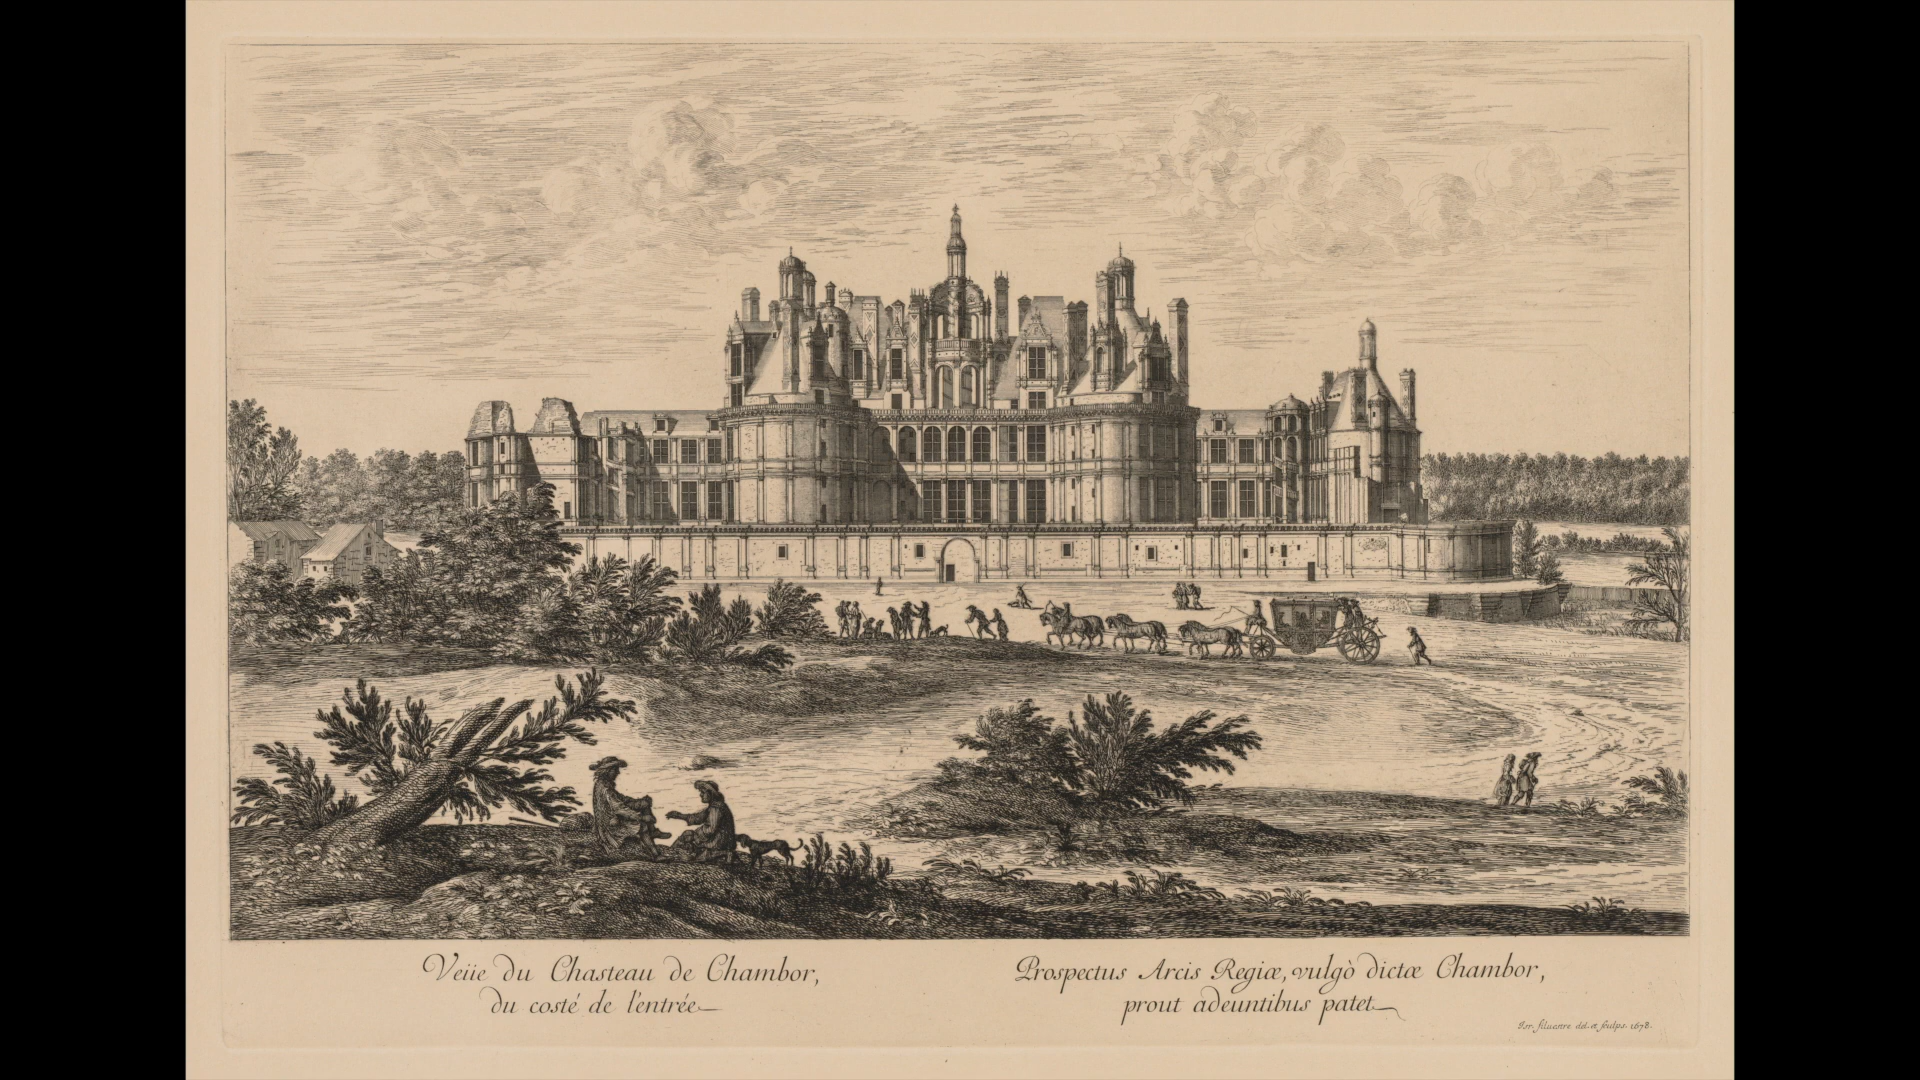 Veüe du Chasteau de Chambor,
du costé de l'entrée
Prospectus Arcis Regiæ, vulgò dictæ Chambor,
prout adeuntibus patet
Isr. siluestre del. et sculps. 1678.